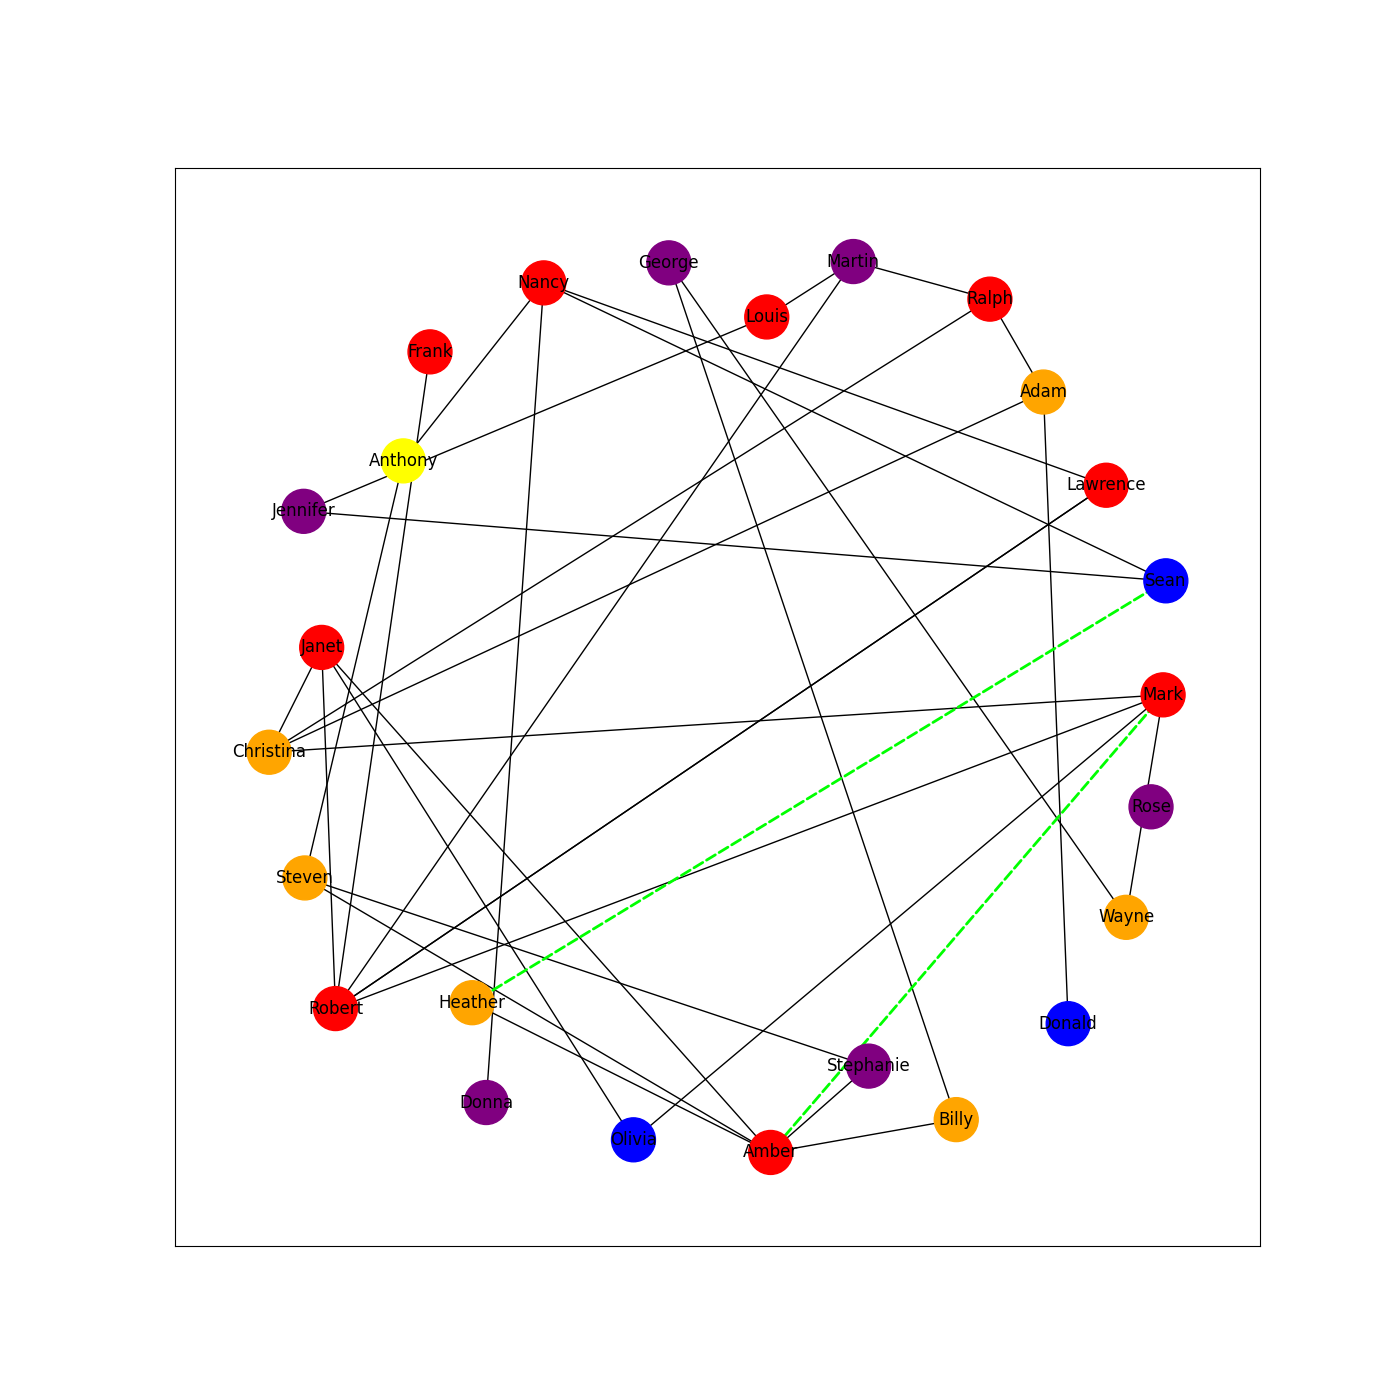 George
Martin
Nancy
Ralph
Louis
Frank
Adam
Anthony
Lawrence
Jennifer
Sean
Janet
Mark
Christina
Rose
Steven
Wayne
Heather
Robert
Donald
Stephanie
Donna
Billy
Olivia
Amber